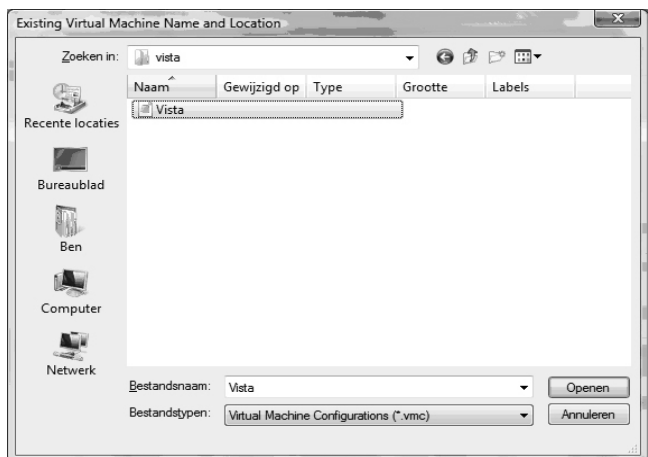 Existing Virtual Machine Name and Location
Zoeken in: vista
Naam Gewijzigd op Type Grootte Labels
Vista
Recente locaties
Bureaublad
Ben
Computer
Netwerk
Bestandsnaam: Vista Openen
Bestandstypen: Virtual Machine Configurations (*.vmc) Annuleren